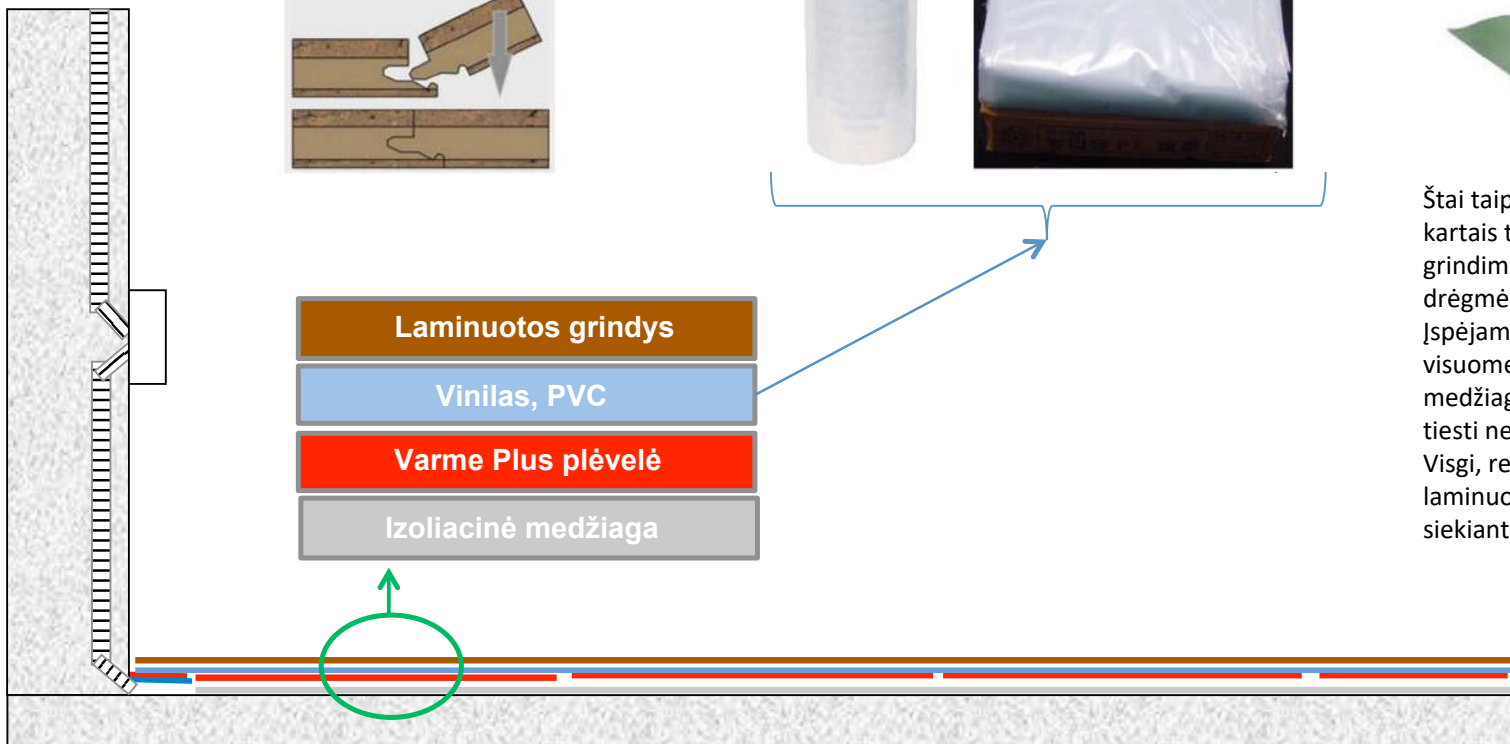 Laminuotos grindys
Vinilas, PVC
Varme Plus plėvelė
Izoliacinė medžiaga
Štai taip
kartais t
grindim
drėgmė
Įspėjam
visuome
medžiag
tiesti ne
Visgi, re
laminuo
siekiant